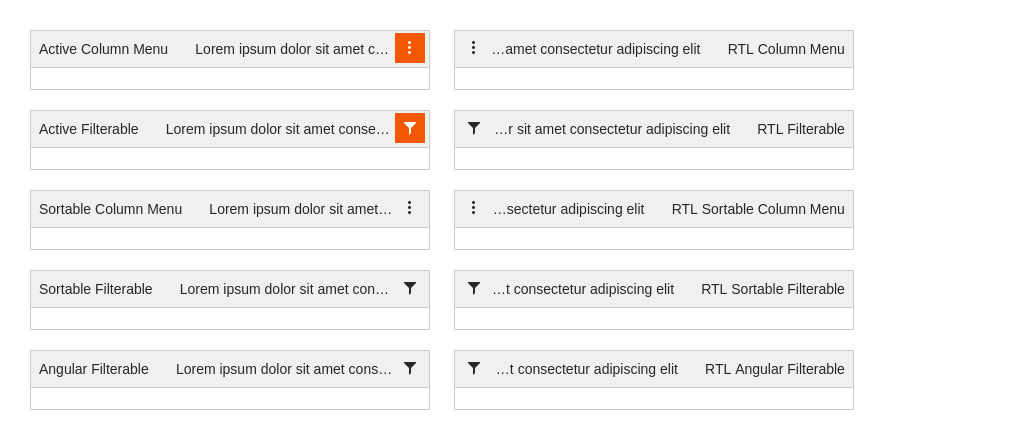 Active Column Menu Lorem ipsum dolor sit amet c…
…amet consectetur adipiscing elit RTL Column Menu
Active Filterable Lorem ipsum dolor sit amet conse…
…r sit amet consectetur adipiscing elit RTL Filterable
Sortable Column Menu Lorem ipsum dolor sit amet…
…sectetur adipiscing elit RTL Sortable Column Menu
Sortable Filterable Lorem ipsum dolor sit amet con…
…t consectetur adipiscing elit RTL Sortable Filterable
Angular Filterable Lorem ipsum dolor sit amet cons…
…t consectetur adipiscing elit RTL Angular Filterable